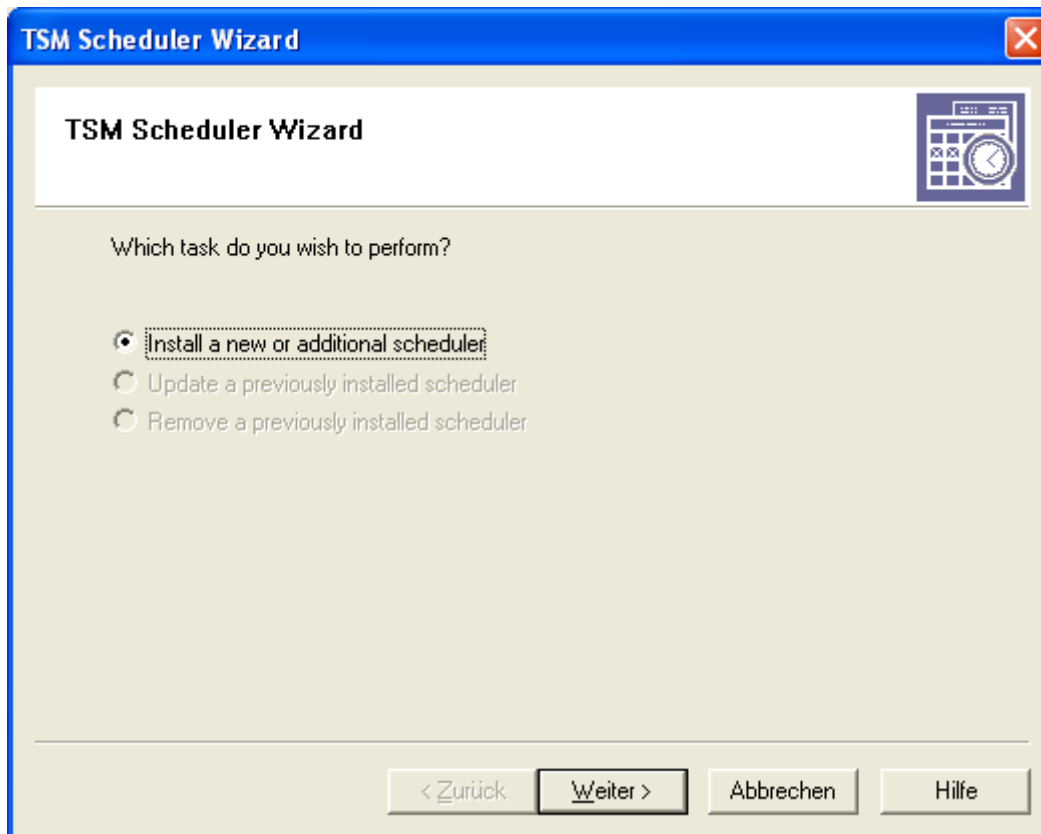 TSM Scheduler Wizard
TSM Scheduler Wizard
Which task do you wish to perform?
Install a new or additional scheduler
Update a previously installed scheduler
Remove a previously installed scheduler
< Zurück
Weiter >
Abbrechen
Hilfe